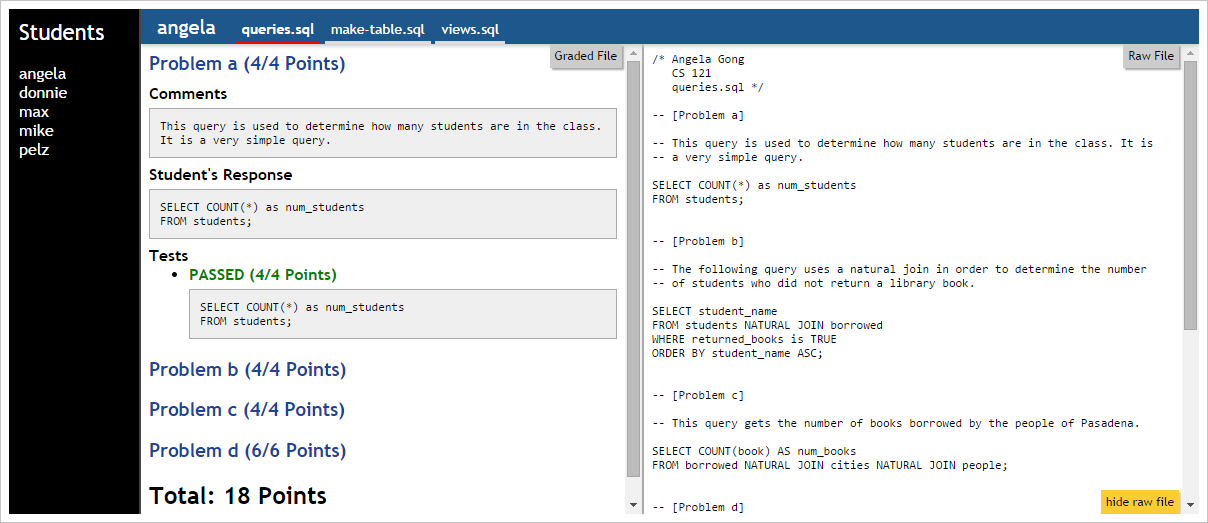 Students
angela
donnie
max
mike
pelz
angela queries.sql make-table.sql views.sql
Graded File
Problem a (4/4 Points)
Comments
This query is used to determine how many students are in the class.
It is a very simple query.
Student's Response
SELECT COUNT(*) as num_students
FROM students;
Tests
PASSED (4/4 Points)
SELECT COUNT(*) as num_students
FROM students;
Problem b (4/4 Points)
Problem c (4/4 Points)
Problem d (6/6 Points)
Total: 18 Points
Raw File
/* Angela Gong
CS 121
queries.sql */
-- [Problem a]
-- This query is used to determine how many students are in the class. It is
-- a very simple query.
SELECT COUNT(*) as num_students
FROM students;
-- [Problem b]
-- The following query uses a natural join in order to determine the number
-- of students who did not return a library book.
SELECT student_name
FROM students NATURAL JOIN borrowed
WHERE returned_books is TRUE
ORDER BY student_name ASC;
-- [Problem c]
-- This query gets the number of books borrowed by the people of Pasadena.
SELECT COUNT(book) AS num_books
FROM borrowed NATURAL JOIN cities NATURAL JOIN people;
-- [Problem d]
hide raw file